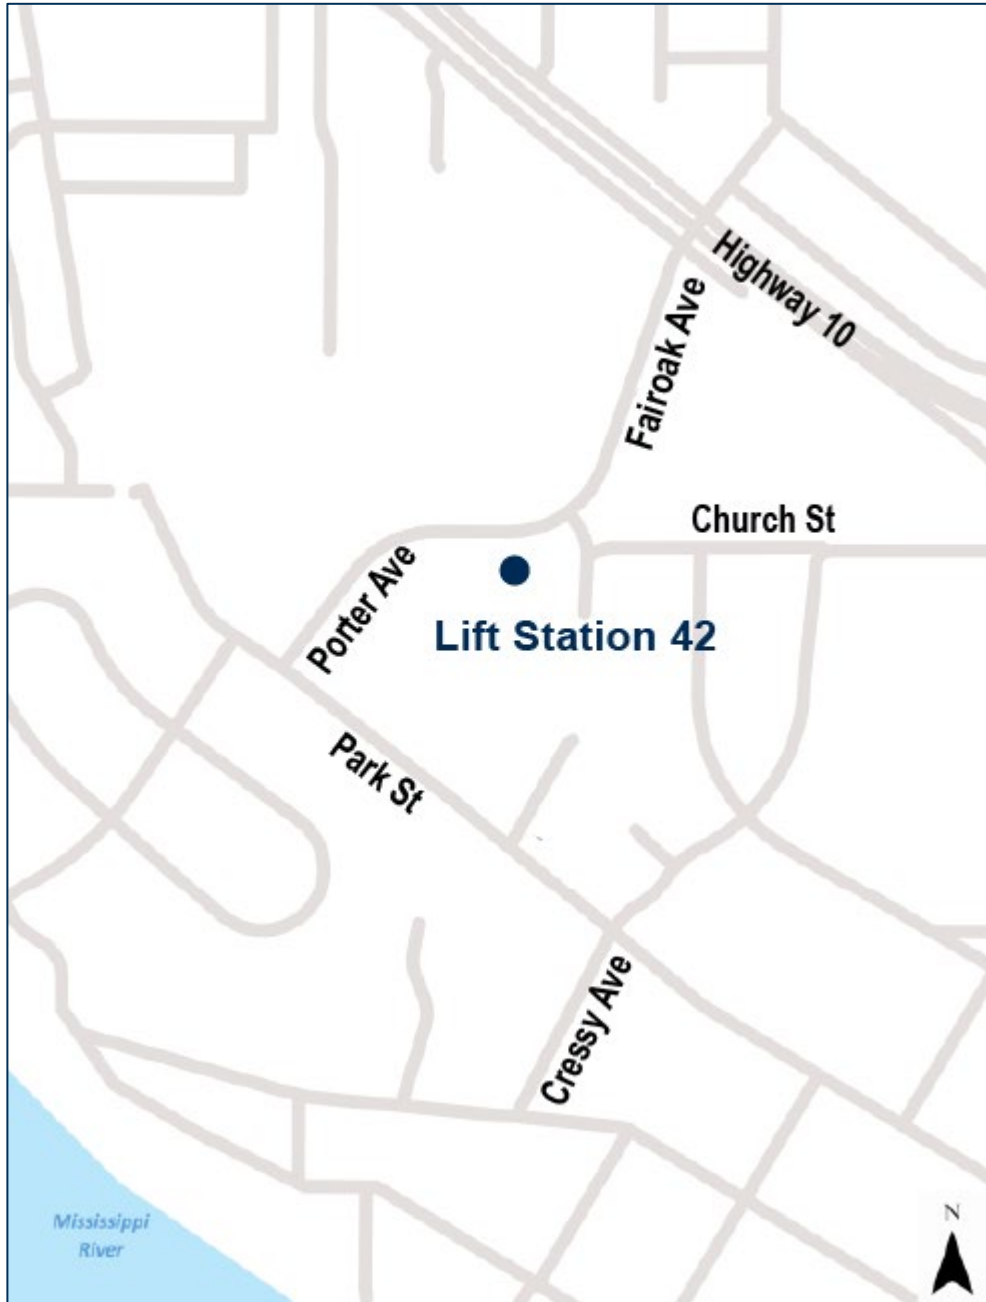 Highway 10
Fairoak Ave
Church St
Porter Ave
Lift Station 42
Park St
Cressy Ave
Mississippi
River
N